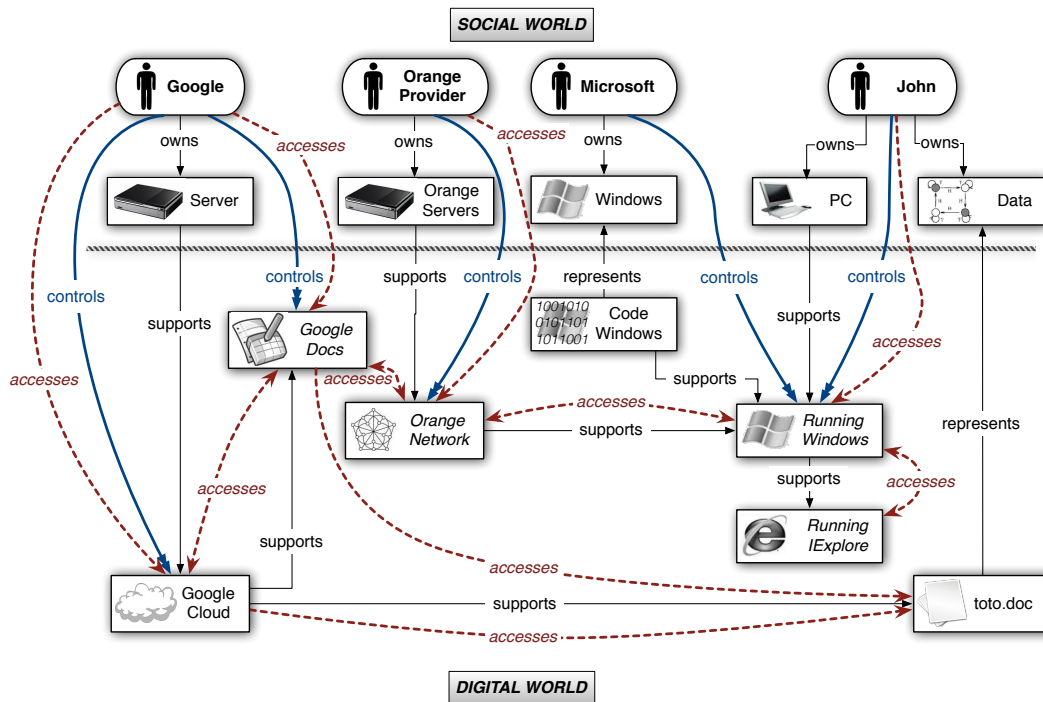 SOCIAL WORLD
Google
Orange
Provider
Microsoft
John
owns
accesses
owns
accesses
owns
owns
owns
Server
Orange
Servers
Windows
PC
Data
controls
controls
supports
controls
represents
controls
controls
supports
Google
Docs
1001010
0101101
1011001
Code
Windows
supports
accesses
accesses
accesses
supports
accesses
Orange
Network
supports
Running
Windows
represents
accesses
supports
accesses
supports
Running
IExplore
Google
Cloud
supports
toto.doc
accesses
DIGITAL WORLD